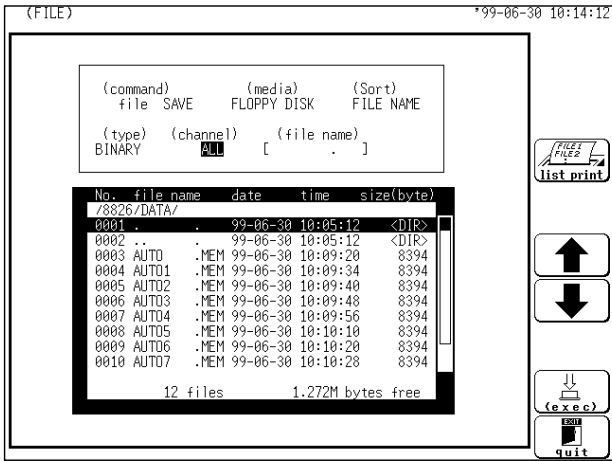 (FILE) '99-06-30 10:14:12
(command) (media) (Sort)
file SAVE FLOPPY DISK FILE NAME
(type) (channel) (file name)
BINARY ALL [ . ]
No. file name date time size(byte)
/8826/DATA/
0001 . . 99-06-30 10:05:12 <DIR>
0002 .. . 99-06-30 10:05:12 <DIR>
0003 AUTO .MEM 99-06-30 10:09:20 8394
0004 AUTO1 .MEM 99-06-30 10:09:34 8394
0005 AUTO2 .MEM 99-06-30 10:09:40 8394
0006 AUTO3 .MEM 99-06-30 10:09:48 8394
0007 AUTO4 .MEM 99-06-30 10:09:56 8394
0008 AUTO5 .MEM 99-06-30 10:10:10 8394
0009 AUTO6 .MEM 99-06-30 10:10:20 8394
0010 AUTO7 .MEM 99-06-30 10:10:28 8394
12 files 1.272M bytes free
FILE1
FILE2
list print
(exec)
EXIT
quit